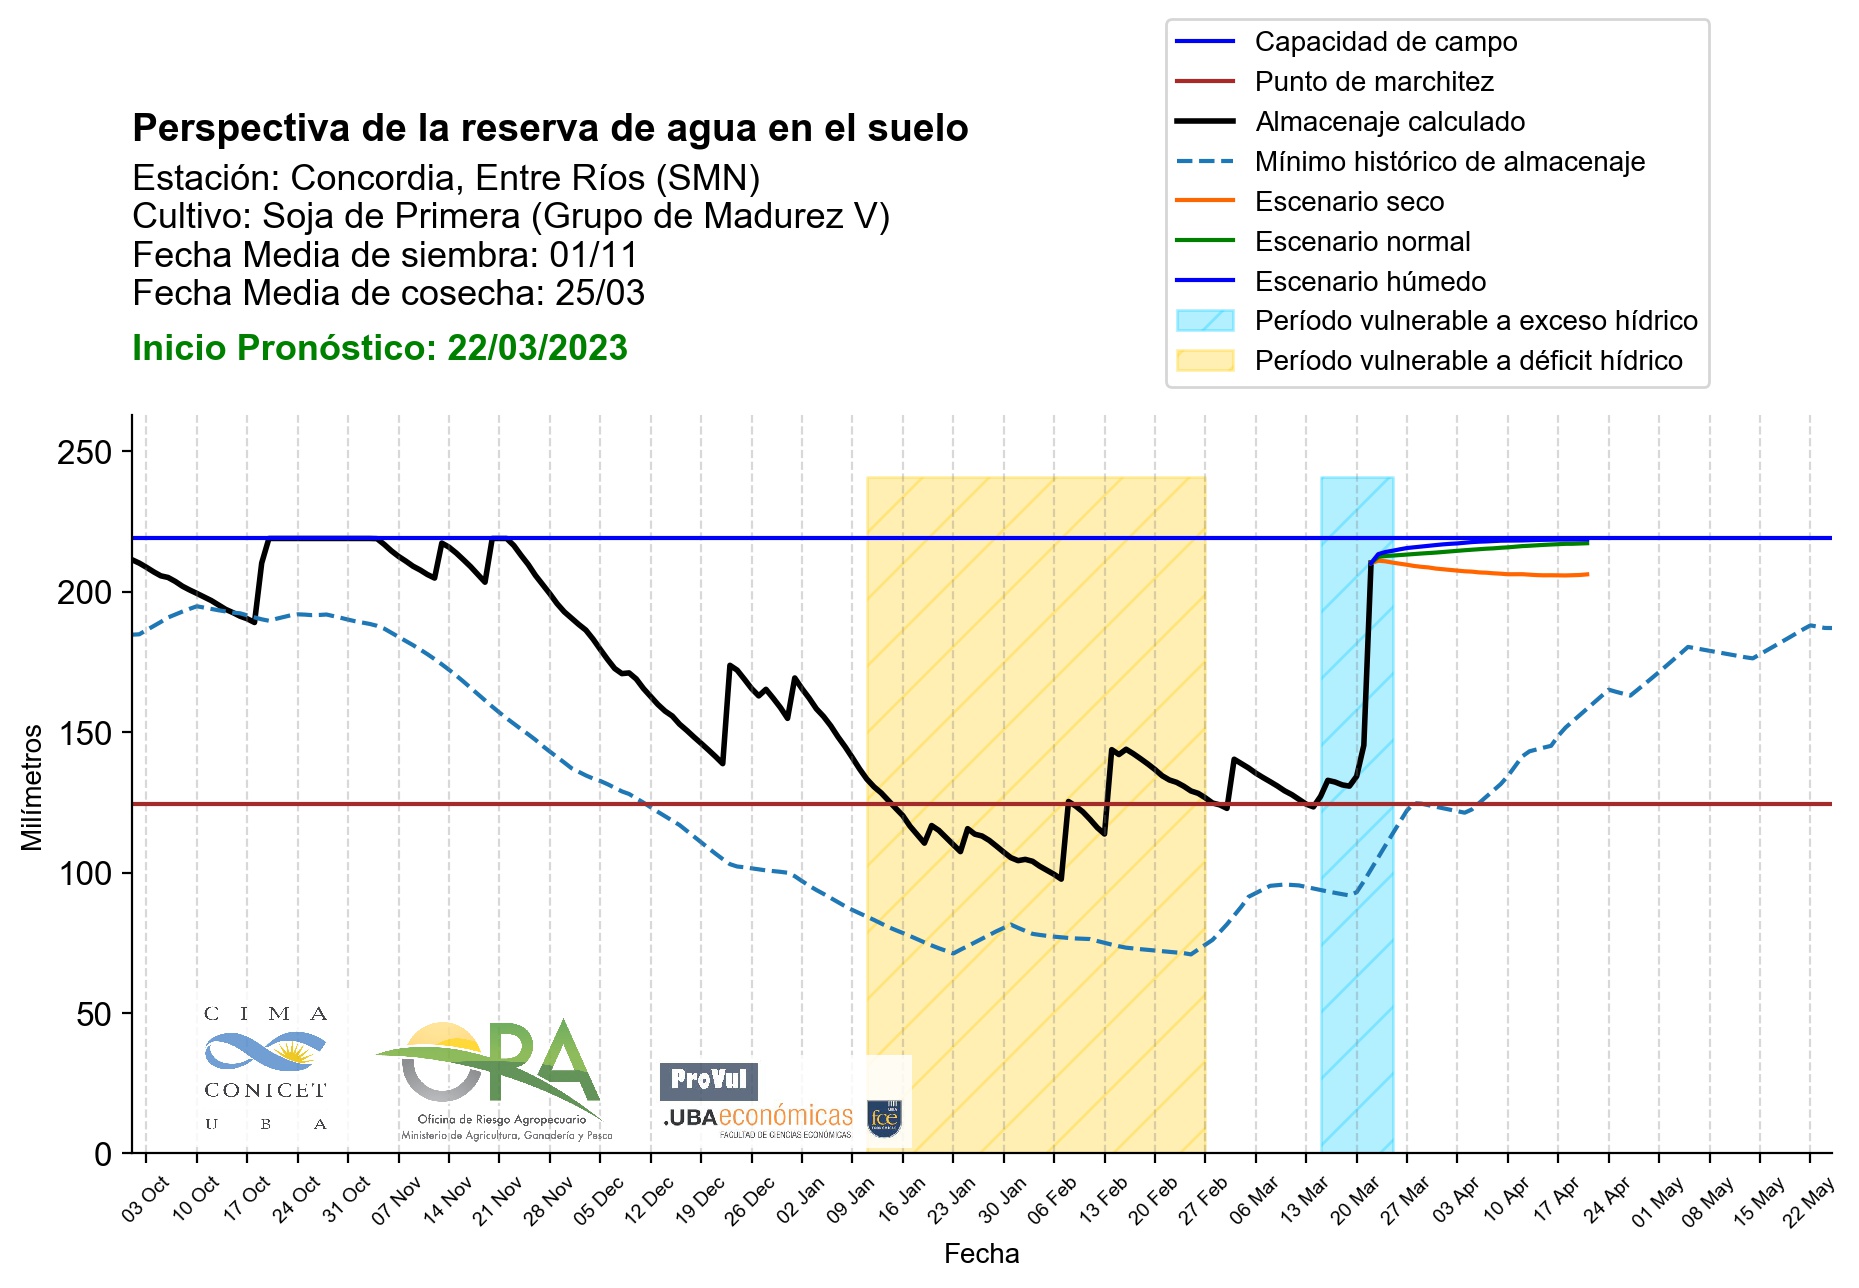 Capacidad de campo
Punto de marchitez
Almacenaje calculado
Mínimo histórico de almacenaje
Escenario seco
Escenario normal
Escenario húmedo
Período vulnerable a exceso hídrico
Período vulnerable a déficit hídrico
Perspectiva de la reserva de agua en el suelo
Estación: Concordia, Entre Ríos (SMN)
Cultivo: Soja de Primera (Grupo de Madurez V)
Fecha Media de siembra: 01/11
Fecha Media de cosecha: 25/03
Inicio Pronóstico: 22/03/2023
250
200
150
100
50
0
Milímetros
CIMA
CONICET
UBA
ORA
Oficina de Riesgo Agropecuario
Ministerio de Agricultura, Ganadería y Pesca
ProVul
.UBAeconómicas
FACULTAD DE CIENCIAS ECONÓMICAS
fce
03 Oct
10 Oct
17 Oct
24 Oct
31 Oct
07 Nov
14 Nov
21 Nov
28 Nov
05 Dec
12 Dec
19 Dec
26 Dec
02 Jan
09 Jan
16 Jan
23 Jan
30 Jan
06 Feb
13 Feb
20 Feb
27 Feb
06 Mar
13 Mar
20 Mar
27 Mar
03 Apr
10 Apr
17 Apr
24 Apr
01 May
08 May
15 May
22 May
Fecha